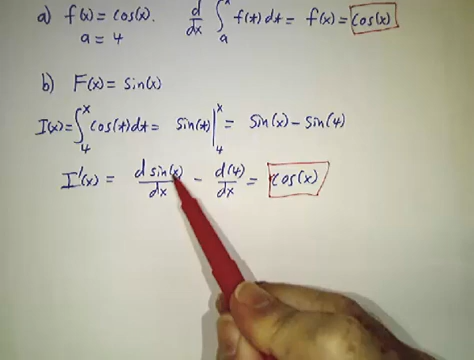 a) f(x) = cos(x). d/dx ∫_a^x f(t)dt = f(x) = cos(x)
a = 4
b) F(x) = sin(x)
I(x) = ∫_4^x cos(t)dt = sin(t)|_4^x = sin(x) - sin(4)
I'(x) = d sin(x)/dx - d(4)/dx = cos(x)